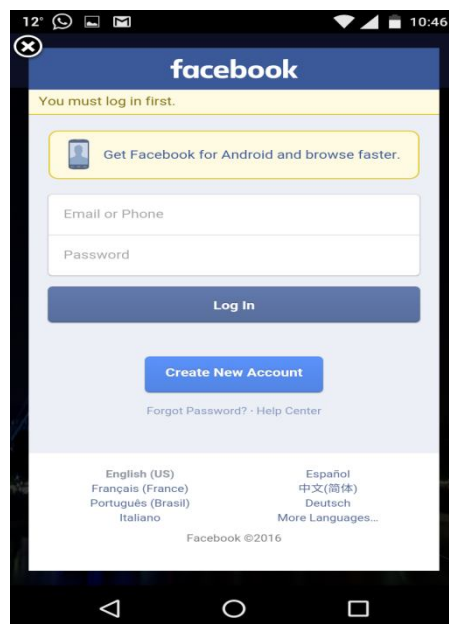 12°
10:46
facebook
You must log in first.
Get Facebook for Android and browse faster.
Email or Phone
Password
Log In
Create New Account
Forgot Password? · Help Center
English (US)
Español
Français (France)
中文(简体)
Português (Brasil)
Deutsch
Italiano
More Languages...
Facebook ©2016